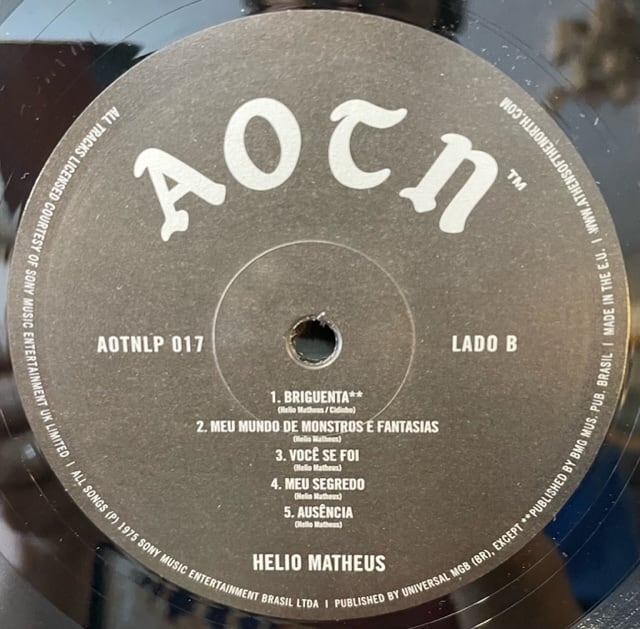 AOTN™
AOTNLP 017
LADO B
1. BRIGUENTA**
(Helio Matheus / Cidinho)
2. MEU MUNDO DE MONSTROS E FANTASIAS
(Helio Matheus)
3. VOCÊ SE FOI
(Helio Matheus)
4. MEU SEGREDO
(Helio Matheus)
5. AUSÊNCIA
(Helio Matheus)
HELIO MATHEUS
ALL TRACKS LICENSED COURTESY OF SONY MUSIC ENTERTAINMENT UK LIMITED | ALL SONGS (P) 1975 SONY MUSIC ENTERTAINMENT BRASIL LTDA | PUBLISHED BY UNIVERSAL MGB (BR), EXCEPT **PUBLISHED BY BMG MUS. PUB. BRASIL | MADE IN THE E.U. | WWW.ATHENSOFTHENORTH.COM